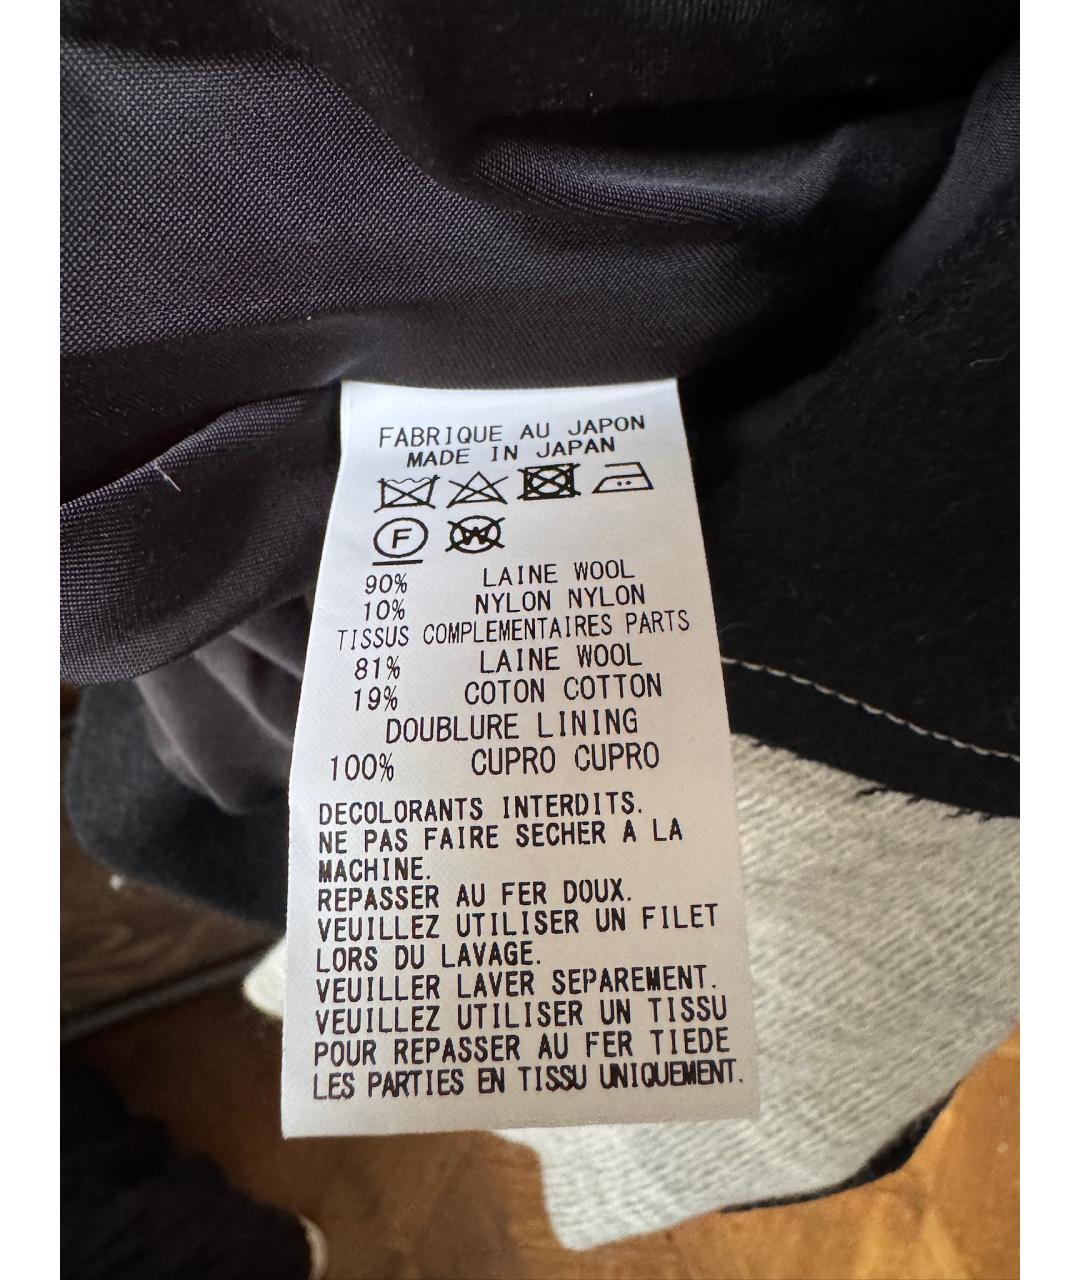 FABRIQUE AU JAPON
MADE IN JAPAN
F W
90% LAINE WOOL
10% NYLON NYLON
TISSUS COMPLEMENTAIRES PARTS
81% LAINE WOOL
19% COTON COTTON
DOUBLURE LINING
100% CUPRO CUPRO
DECOLORANTS INTERDITS.
NE PAS FAIRE SECHER A LA
MACHINE.
REPASSER AU FER DOUX.
VEUILLEZ UTILISER UN FILET
LORS DU LAVAGE.
VEUILLER LAVER SEPAREMENT.
VEUILLEZ UTILISER UN TISSU
POUR REPASSER AU FER TIEDE
LES PARTIES EN TISSU UNIQUEMENT.